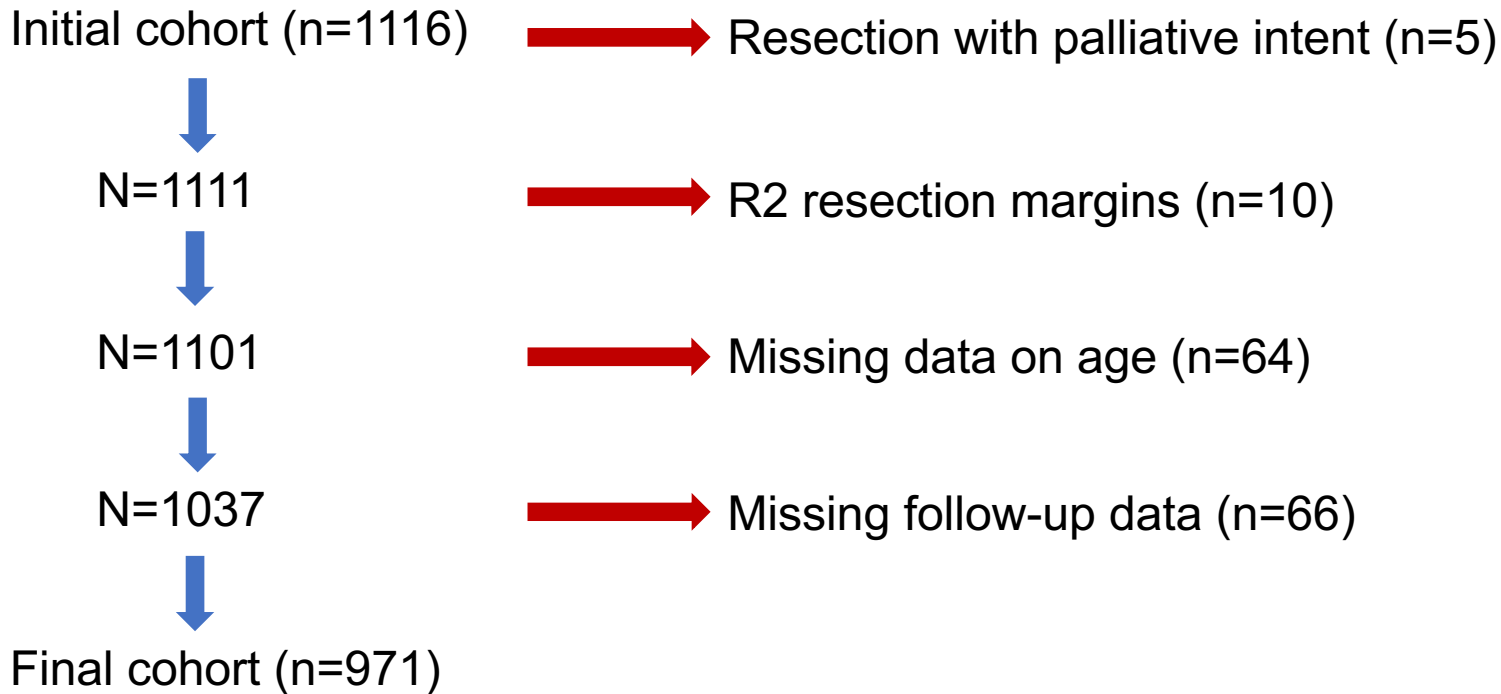 Initial cohort (n=1116)
Resection with palliative intent (n=5)
N=1111
R2 resection margins (n=10)
N=1101
Missing data on age (n=64)
N=1037
Missing follow-up data (n=66)
Final cohort (n=971)